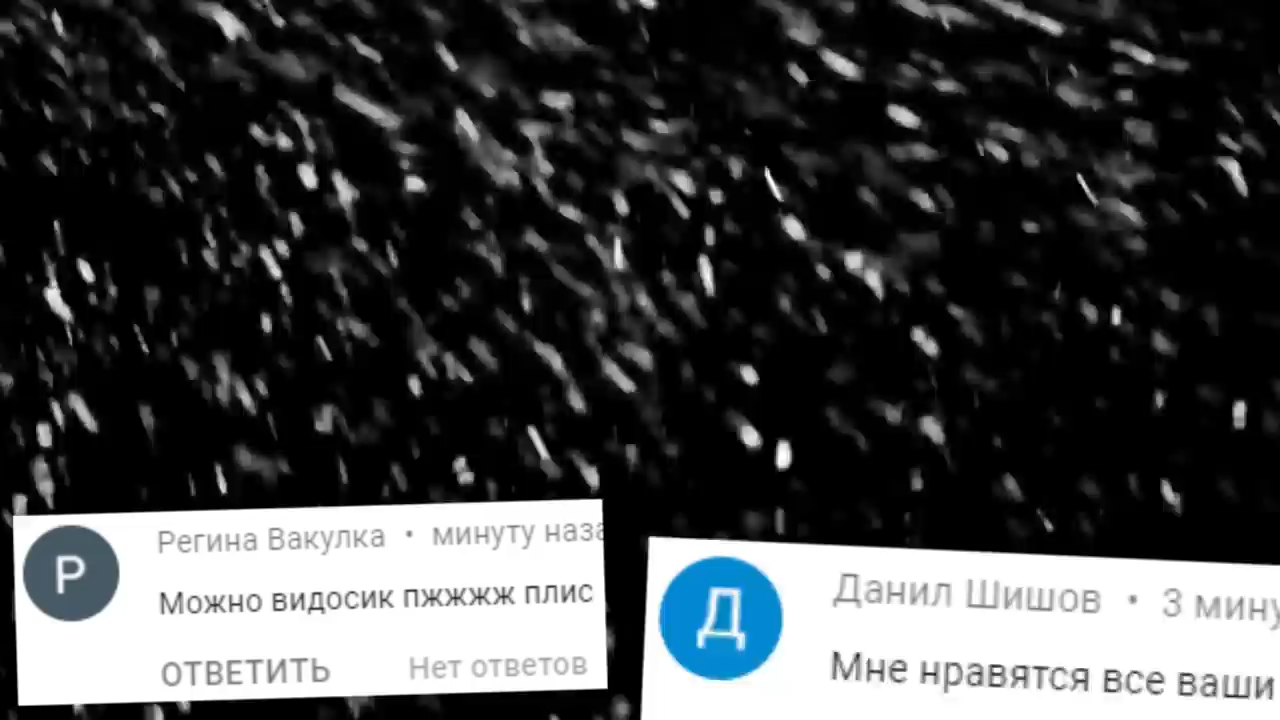 Р
Регина Вакулка • минуту наза
Можно видосик пжжжж плис
ОТВЕТИТЬ Нет ответов
Д
Данил Шишов • 3 мину
Мне нравятся все ваши